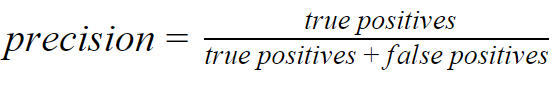 precision = true positives
true positives + false positives